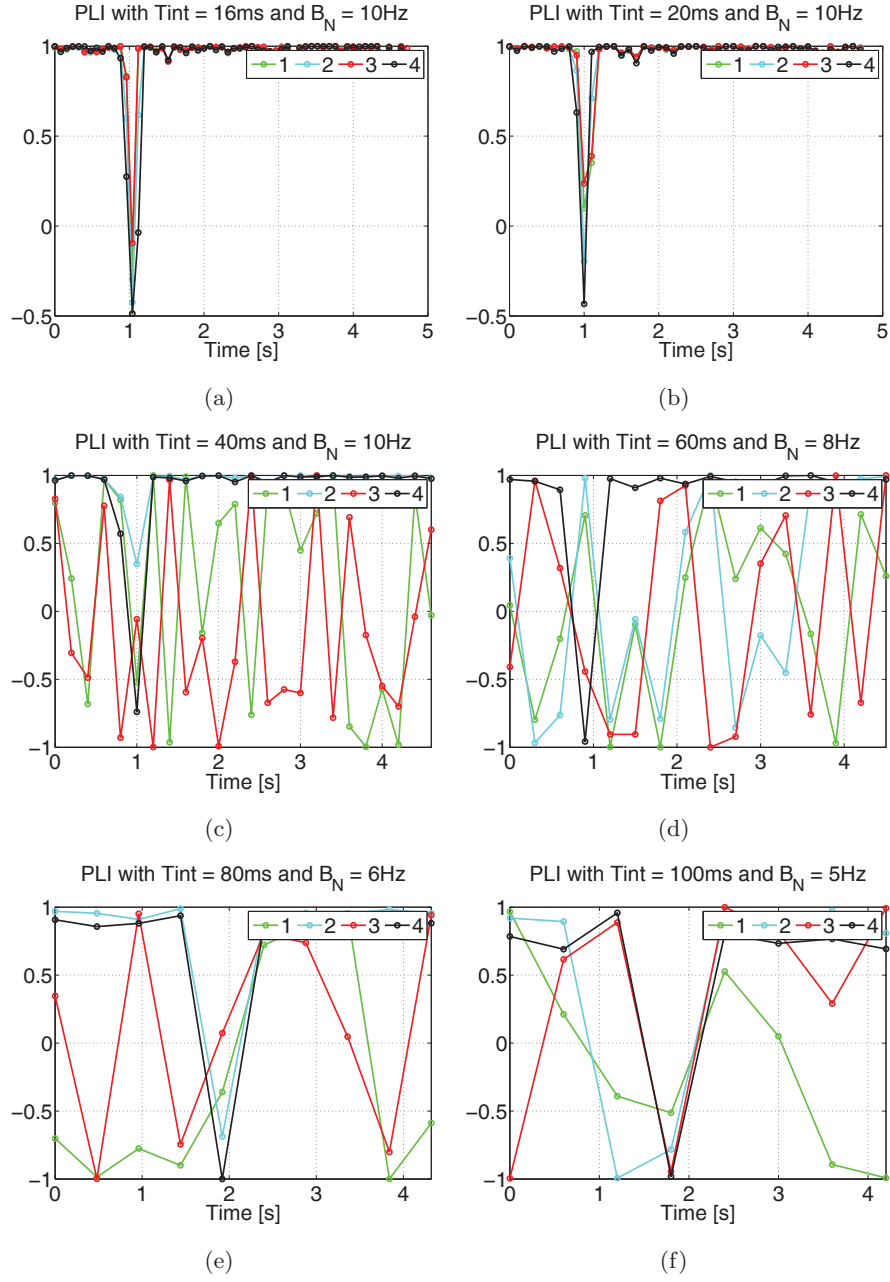 PLI with Tint = 16ms and B_N = 10Hz
1
0.5
0
−0.5
0 1 2 3 4 5
1 2 3 4
Time [s]
(a)
PLI with Tint = 20ms and B_N = 10Hz
1
0.5
0
−0.5
0 1 2 3 4 5
1 2 3 4
Time [s]
(b)
PLI with Tint = 40ms and B_N = 10Hz
1
0.5
0
−0.5
−1
0 1 2 3 4
1 2 3 4
Time [s]
(c)
PLI with Tint = 60ms and B_N = 8Hz
1
0.5
0
−0.5
−1
0 1 2 3 4
1 2 3 4
Time [s]
(d)
PLI with Tint = 80ms and B_N = 6Hz
1
0.5
0
−0.5
−1
0 1 2 3 4
1 2 3 4
Time [s]
(e)
PLI with Tint = 100ms and B_N = 5Hz
1
0.5
0
−0.5
−1
0 1 2 3 4
1 2 3 4
Time [s]
(f)